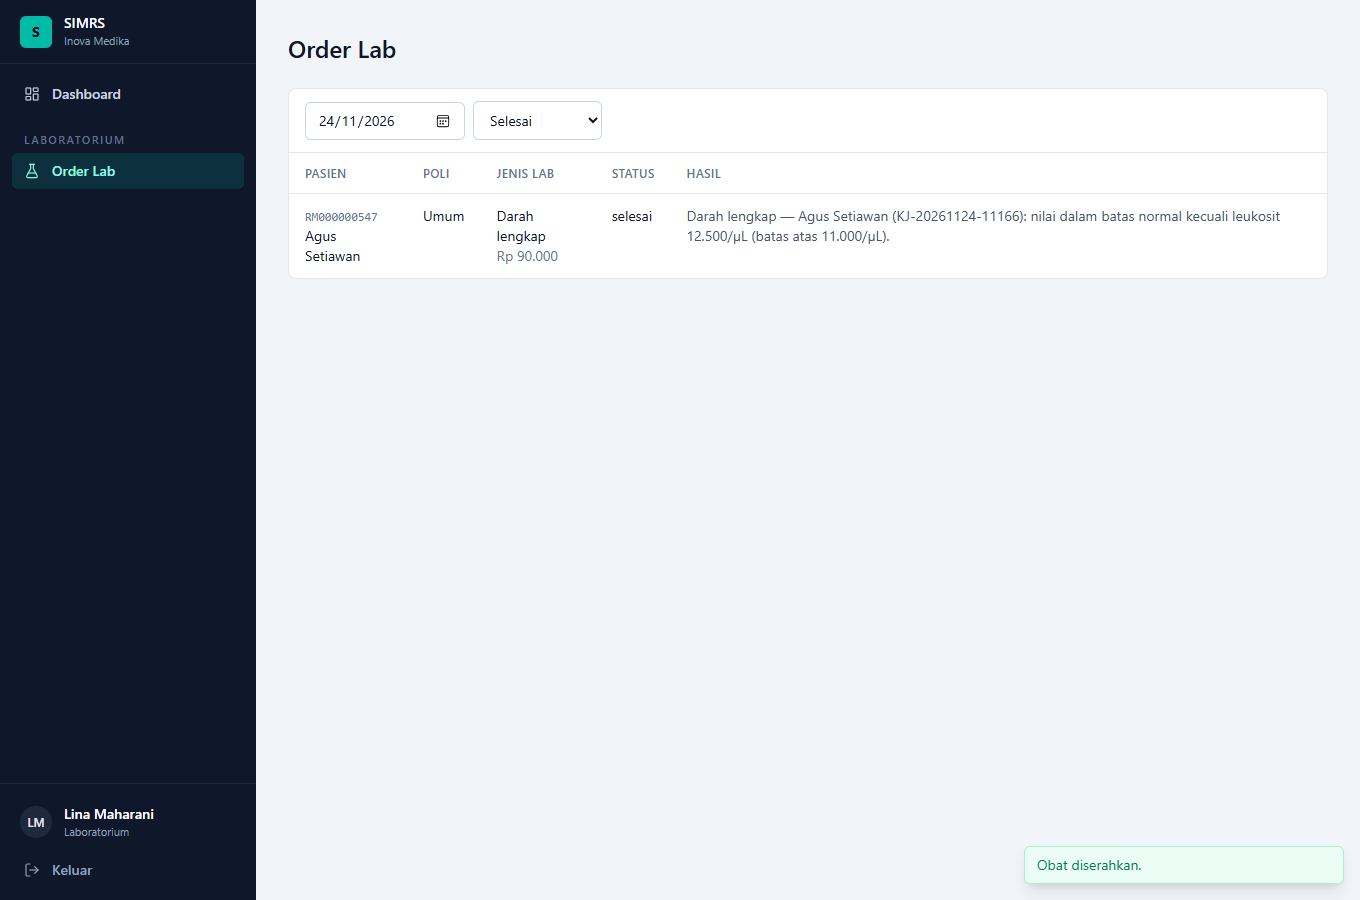 S
SIMRS
Inova Medika
Dashboard
LABORATORIUM
Order Lab
LM
Lina Maharani
Laboratorium
Keluar
Order Lab
24/11/2026
Selesai
PASIEN POLI JENIS LAB STATUS HASIL
RM000000547
Agus
Setiawan
Umum
Darah
lengkap
Rp 90.000
selesai
Darah lengkap — Agus Setiawan (KJ-20261124-11166): nilai dalam batas normal kecuali leukosit
12.500/µL (batas atas 11.000/µL).
Obat diserahkan.